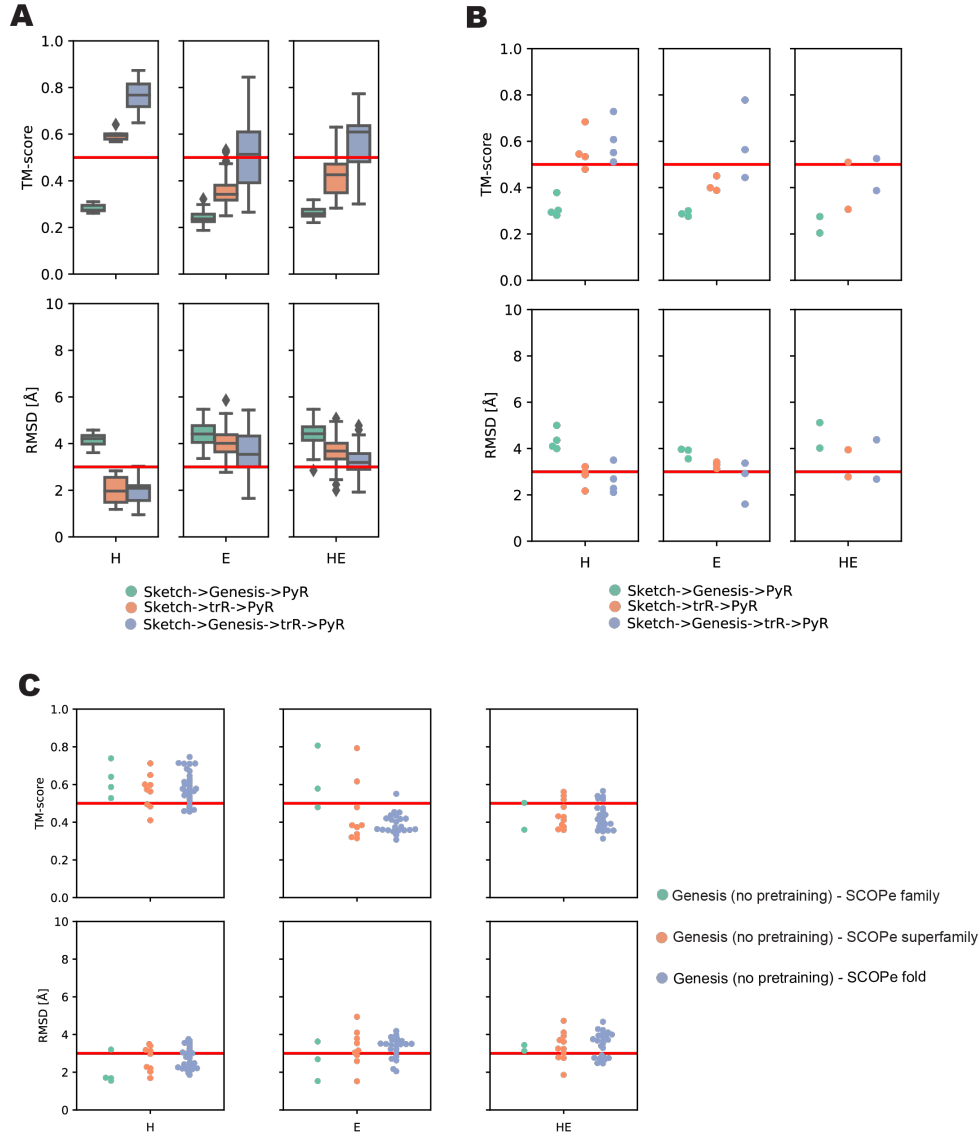 A
TM-score
1.0
0.8
0.6
0.4
0.2
0.0
RMSD [Å]
10
8
6
4
2
0
H
E
HE
Sketch->Genesis->PyR
Sketch->trR->PyR
Sketch->Genesis->trR->PyR
B
TM-score
1.0
0.8
0.6
0.4
0.2
0.0
RMSD [Å]
10
8
6
4
2
0
H
E
HE
Sketch->Genesis->PyR
Sketch->trR->PyR
Sketch->Genesis->trR->PyR
C
TM-score
1.0
0.8
0.6
0.4
0.2
0.0
RMSD [Å]
10
8
6
4
2
0
H
E
HE
Genesis (no pretraining) - SCOPe family
Genesis (no pretraining) - SCOPe superfamily
Genesis (no pretraining) - SCOPe fold